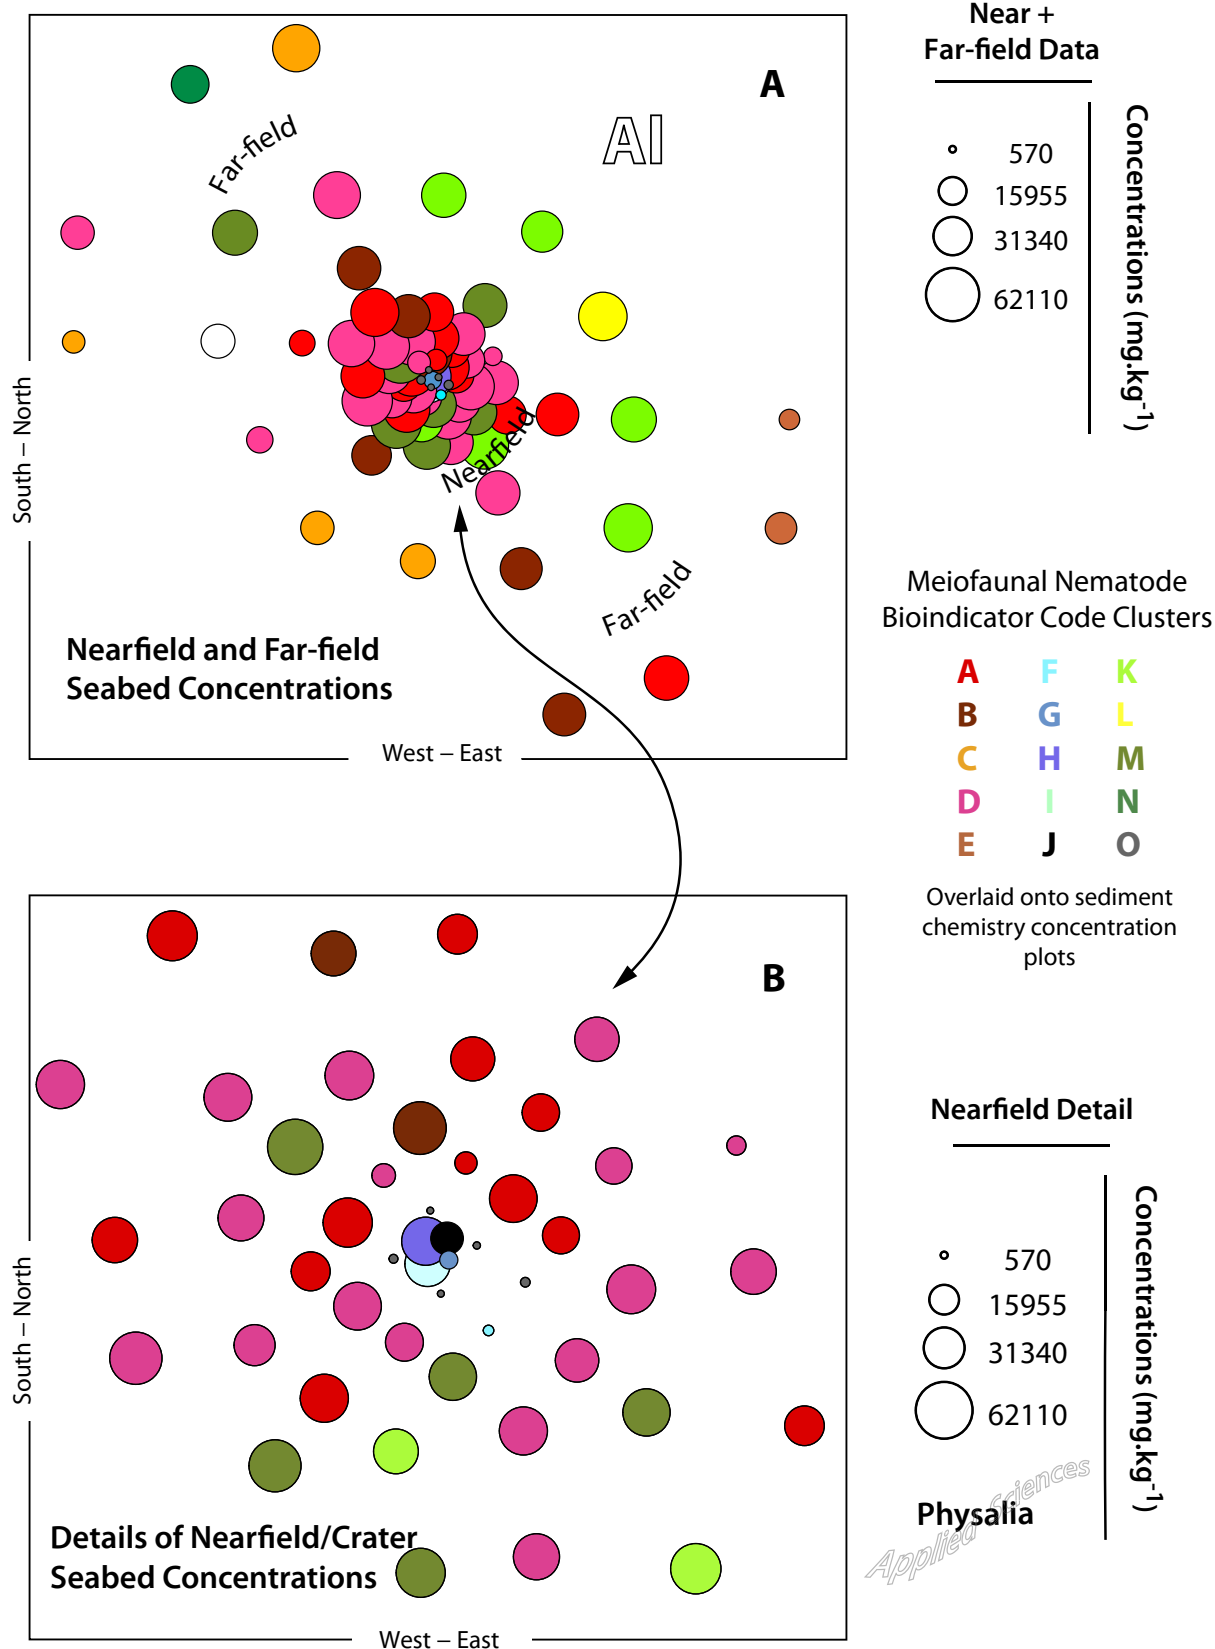 A
Al
Far-field
Nearfield
Far-field
Nearfield and Far-field
Seabed Concentrations
South – North
West – East
Near +
Far-field Data
570
15955
31340
62110
Concentrations (mg.kg-1)
Meiofaunal Nematode
Bioindicator Code Clusters
A F K
B G L
C H M
D I N
E J O
Overlaid onto sediment
chemistry concentration
plots
B
Details of Nearfield/Crater
Seabed Concentrations
South – North
West – East
Nearfield Detail
570
15955
31340
62110
Concentrations (mg.kg-1)
Physalia
Applied Sciences